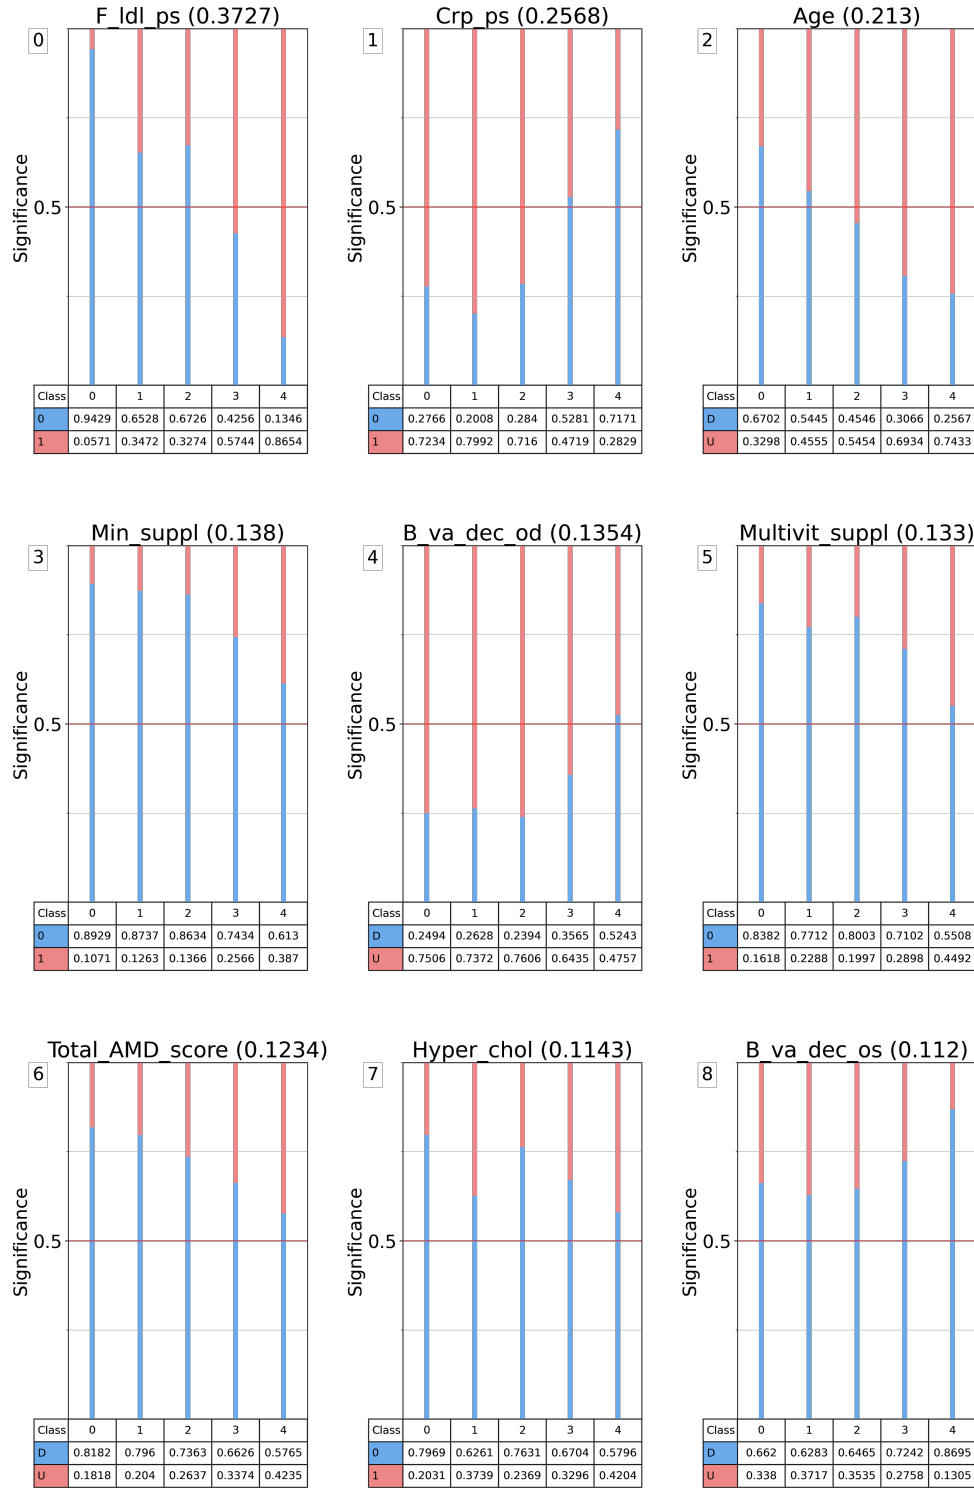 F_ldl_ps (0.3727)
0
Significance
0.5
Class 0 1 2 3 4
0 0.9429 0.6528 0.6726 0.4256 0.1346
1 0.0571 0.3472 0.3274 0.5744 0.8654
Crp_ps (0.2568)
1
Significance
0.5
Class 0 1 2 3 4
0 0.2766 0.2008 0.284 0.5281 0.7171
1 0.7234 0.7992 0.716 0.4719 0.2829
Age (0.213)
2
Significance
0.5
Class 0 1 2 3 4
D 0.6702 0.5445 0.4546 0.3066 0.2567
U 0.3298 0.4555 0.5454 0.6934 0.7433
Min_suppl (0.138)
3
Significance
0.5
Class 0 1 2 3 4
0 0.8929 0.8737 0.8634 0.7434 0.613
1 0.1071 0.1263 0.1366 0.2566 0.387
B_va_dec_od (0.1354)
4
Significance
0.5
Class 0 1 2 3 4
D 0.2494 0.2628 0.2394 0.3565 0.5243
U 0.7506 0.7372 0.7606 0.6435 0.4757
Multivit_suppl (0.133)
5
Significance
0.5
Class 0 1 2 3 4
0 0.8382 0.7712 0.8003 0.7102 0.5508
1 0.1618 0.2288 0.1997 0.2898 0.4492
Total_AMD_score (0.1234)
6
Significance
0.5
Class 0 1 2 3 4
D 0.8182 0.796 0.7363 0.6626 0.5765
U 0.1818 0.204 0.2637 0.3374 0.4235
Hyper_chol (0.1143)
7
Significance
0.5
Class 0 1 2 3 4
0 0.7969 0.6261 0.7631 0.6704 0.5796
1 0.2031 0.3739 0.2369 0.3296 0.4204
B_va_dec_os (0.112)
8
Significance
0.5
Class 0 1 2 3 4
D 0.662 0.6283 0.6465 0.7242 0.8695
U 0.338 0.3717 0.3535 0.2758 0.1305